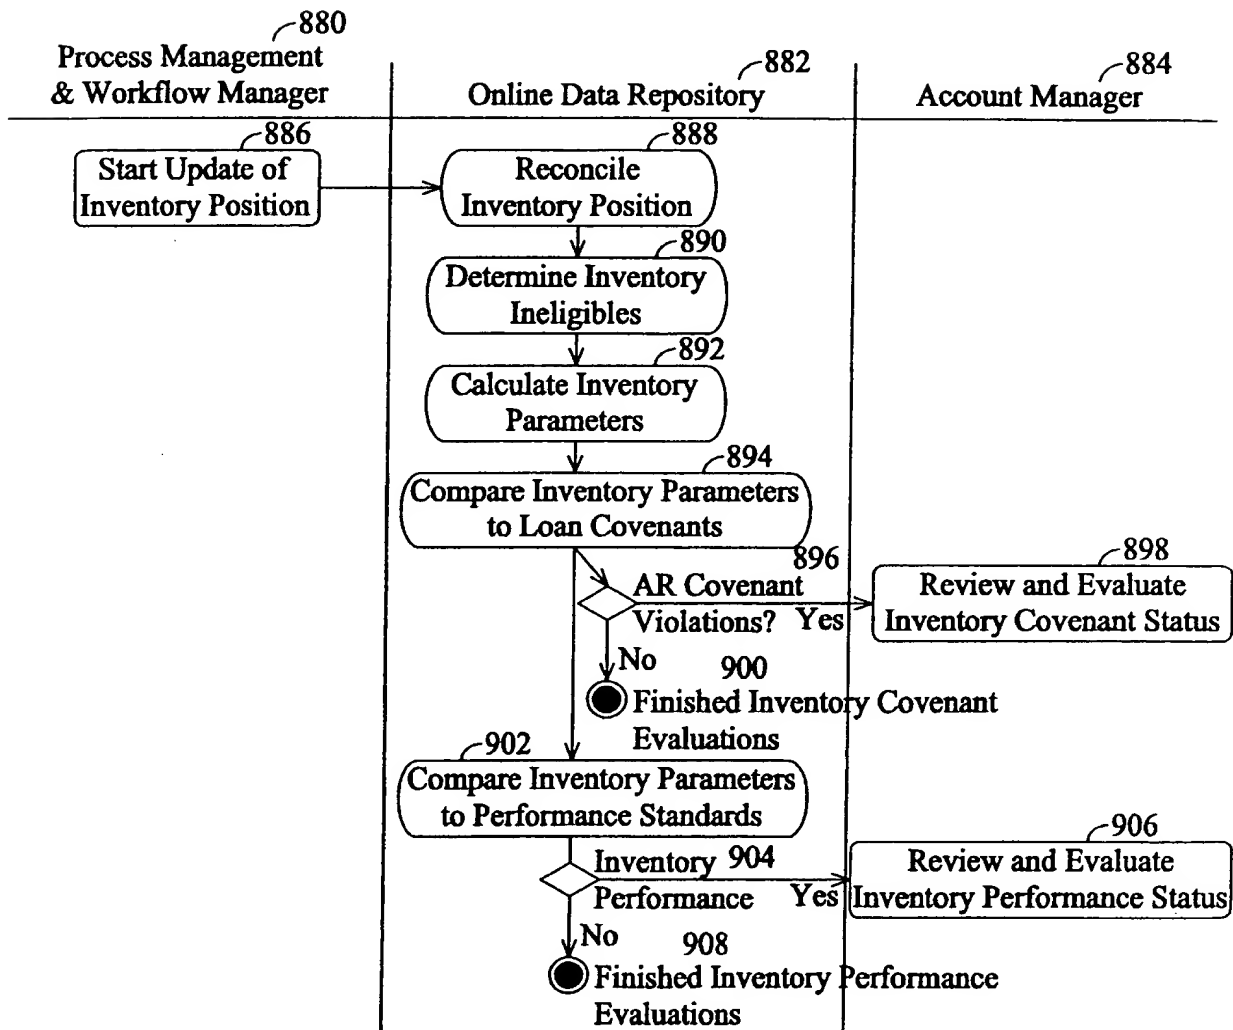 880
Process Management
& Workflow Manager
882
Online Data Repository
884
Account Manager
886
Start Update of
Inventory Position
888
Reconcile
Inventory Position
890
Determine Inventory
Ineligibles
892
Calculate Inventory
Parameters
894
Compare Inventory Parameters
to Loan Covenants
896
AR Covenant
Violations? Yes
898
Review and Evaluate
Inventory Covenant Status
No
900
Finished Inventory Covenant
Evaluations
902
Compare Inventory Parameters
to Performance Standards
Inventory 904
Performance Yes
906
Review and Evaluate
Inventory Performance Status
No
908
Finished Inventory Performance
Evaluations